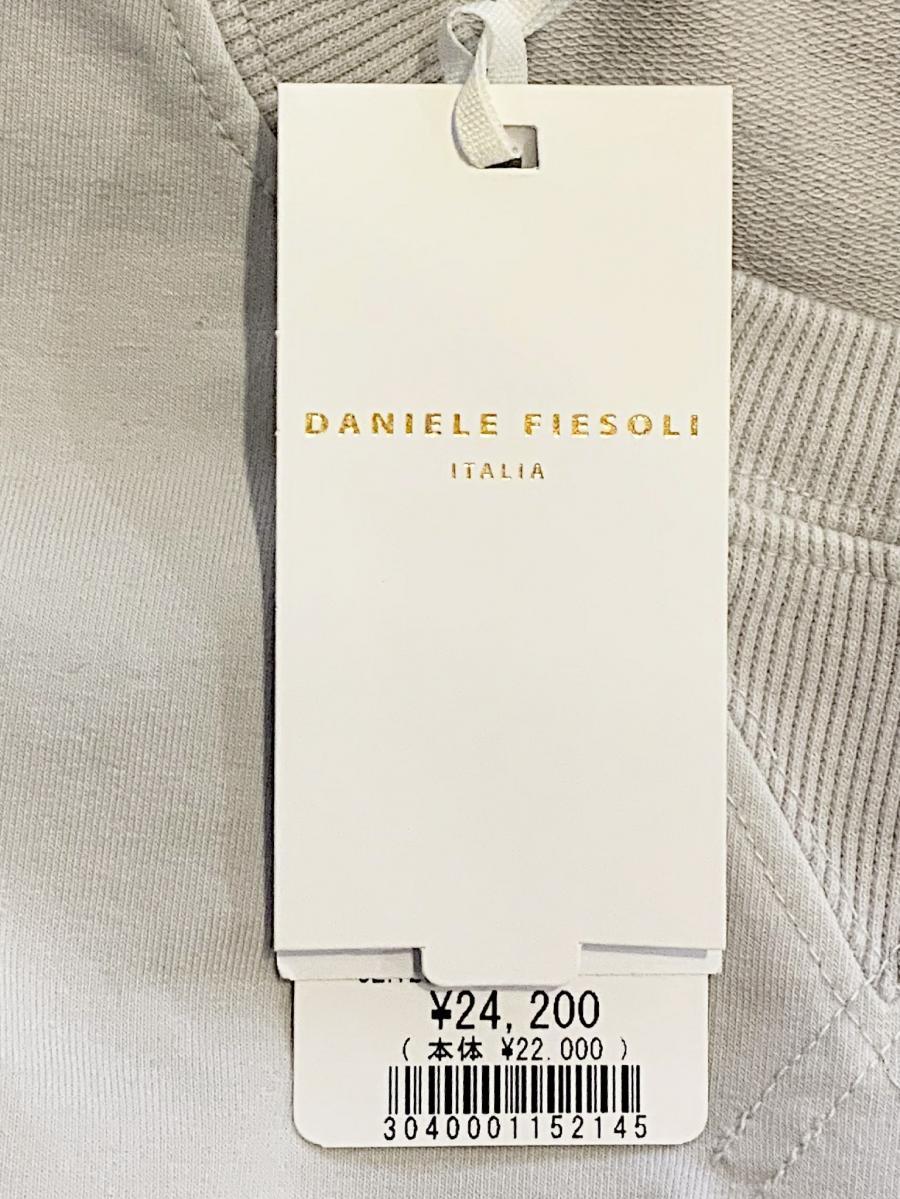 DANIELE FIESOLI
ITALIA
¥24,200
( 本体 ¥22.000 )
3040001152145